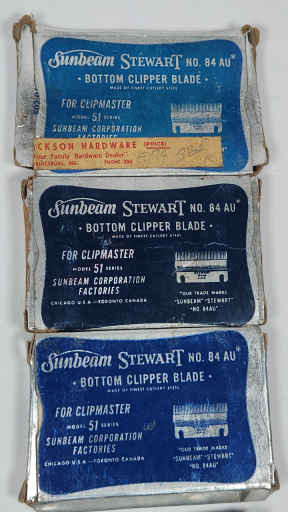 Sunbeam STEWART NO. 84 AU®
· BOTTOM CLIPPER BLADE ·
MADE OF FINEST CUTLERY STEEL
FOR CLIPMASTER
MODEL 51 SERIES
SUNBEAM CORPORATION
FACTORIES
CKSON HARDWARE
Your Family Hardware Dealer
PHONE
Sunbeam STEWART NO. 84 AU®
· BOTTOM CLIPPER BLADE ·
MADE OF FINEST CUTLERY STEEL
FOR CLIPMASTER
MODEL 51 SERIES
SUNBEAM CORPORATION
FACTORIES
CHICAGO U.S.A.—TORONTO CANADA
"OUR TRADE MARKS
"SUNBEAM" "STEWART"
"NO. 84AU"
Sunbeam STEWART NO. 84 AU®
· BOTTOM CLIPPER BLADE ·
MADE OF FINEST CUTLERY STEEL
FOR CLIPMASTER
MODEL 51 SERIES
SUNBEAM CORPORATION
FACTORIES
CHICAGO U.S.A.—TORONTO CANADA
"OUR TRADE MARKS
"SUNBEAM" "STEWART"
"NO. 84AU"